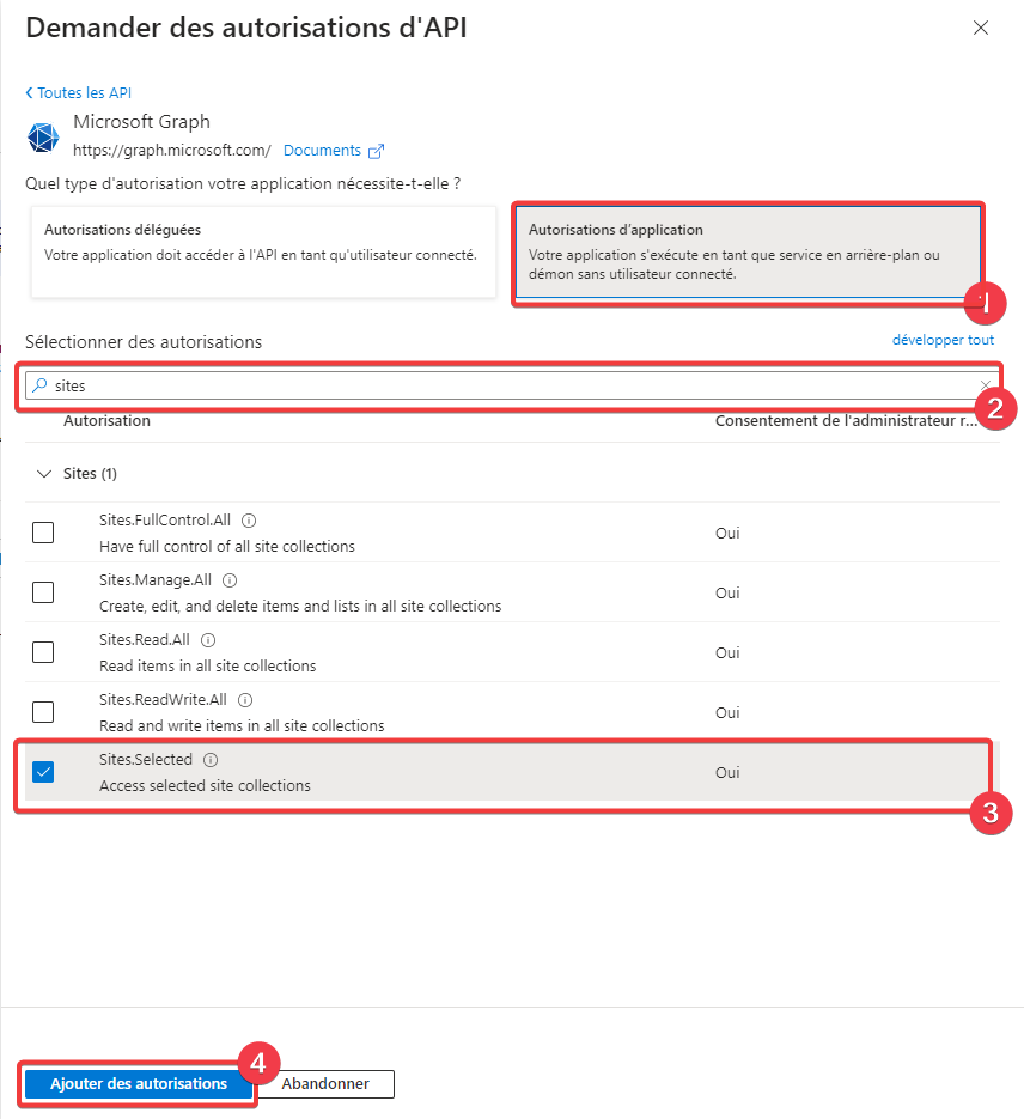 Demander des autorisations d'API
Toutes les API
Microsoft Graph
https://graph.microsoft.com/ Documents
Quel type d'autorisation votre application nécessite-t-elle ?
Autorisations déléguées
Votre application doit accéder à l'API en tant qu'utilisateur connecté.
Autorisations d'application
Votre application s'exécute en tant que service en arrière-plan ou
démon sans utilisateur connecté.
1
Sélectionner des autorisations
développer tout
sites
2
Autorisation
Consentement de l'administrateur r...
Sites (1)
Sites.FullControl.All
Have full control of all site collections
Oui
Sites.Manage.All
Create, edit, and delete items and lists in all site collections
Oui
Sites.Read.All
Read items in all site collections
Oui
Sites.ReadWrite.All
Read and write items in all site collections
Oui
Sites.Selected
Access selected site collections
Oui
3
4
Ajouter des autorisations
Abandonner